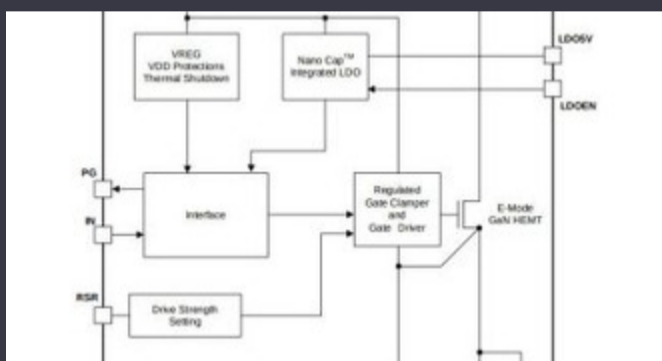 LDO5V
VREG
VDD Protections
Thermal Shutdown
Nano Cap™
Integrated LDO
LDOEN
PG
Interface
Regulated
Gate Clamper
and
Gate Driver
E-Mode
GaN HEMT
IN
RSR
Drive Strength
Setting